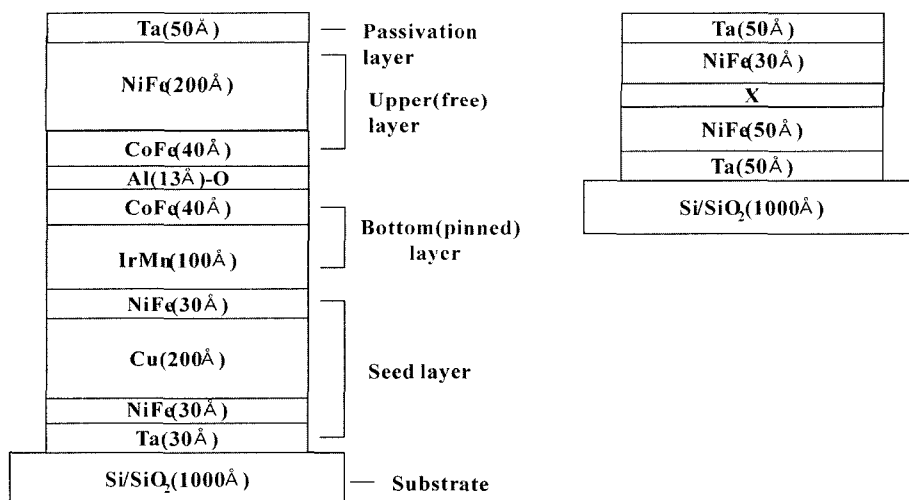 Ta(50Å)
Passivation
layer
NiFe(200Å)
Upper(free)
layer
CoFe(40Å)
Al(13Å)-O
CoFe(40Å)
Bottom(pinned)
layer
IrMn(100Å)
NiFe(30Å)
Cu(200Å)
Seed layer
NiFe(30Å)
Ta(30Å)
Si/SiO₂(1000Å)
Substrate
Ta(50Å)
NiFe(30Å)
X
NiFe(50Å)
Ta(50Å)
Si/SiO₂(1000Å)